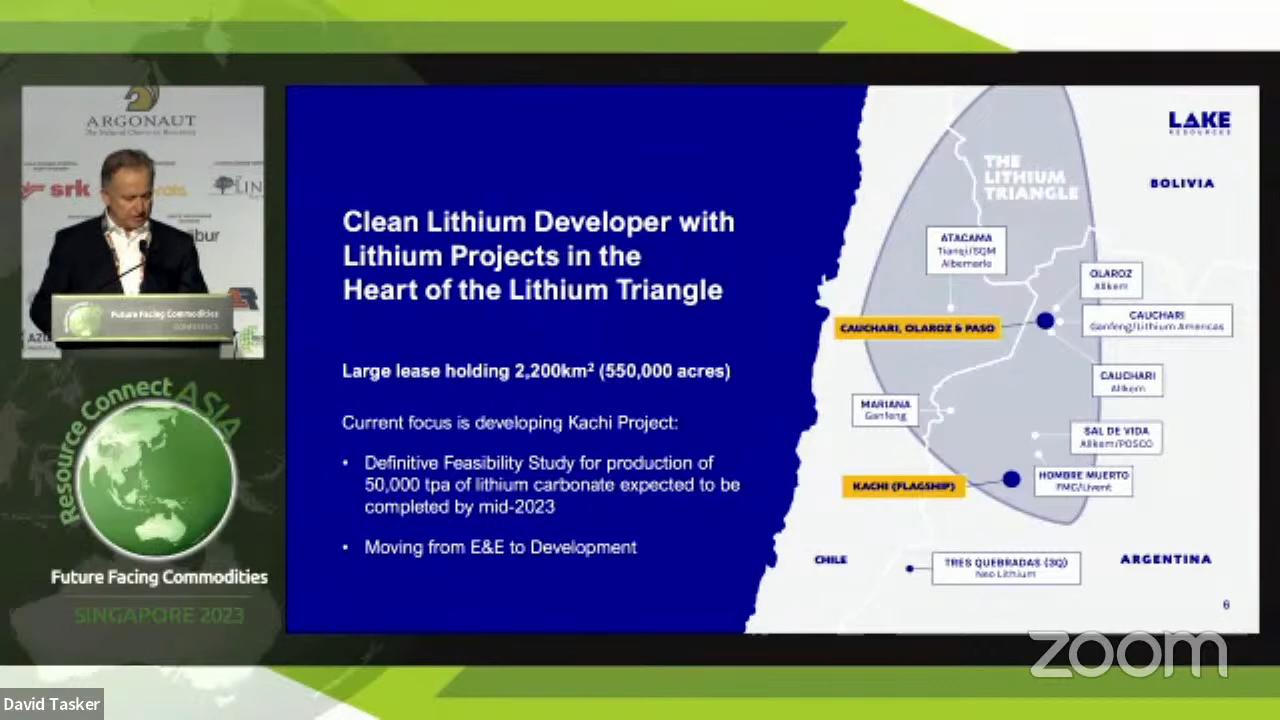 ARGONAUT
srk
Future Facing Commodities
CONFERENCE
Resource Connect ASIA
Future Facing Commodities
SINGAPORE 2023
Clean Lithium Developer with
Lithium Projects in the
Heart of the Lithium Triangle
Large lease holding 2,200km² (550,000 acres)
Current focus is developing Kachi Project:
• Definitive Feasibility Study for production of
50,000 tpa of lithium carbonate expected to be
completed by mid-2023
• Moving from E&E to Development
LAKE
RESOURCES
THE
LITHIUM
TRIANGLE
BOLIVIA
ATACAMA
Tianqi/SQM
Albemarle
OLAROZ
Allkem
CAUCHARI, OLAROZ & PASO
CAUCHARI
Ganfeng/Lithium Americas
CAUCHARI
Allkem
MARIANA
Ganfeng
SAL DE VIDA
Allkem/POSCO
KACHI (FLAGSHIP)
HOMBRE MUERTO
FMC/Livent
CHILE
TRES QUEBRADAS (3Q)
Neo Lithium
ARGENTINA
6
zoom
David Tasker